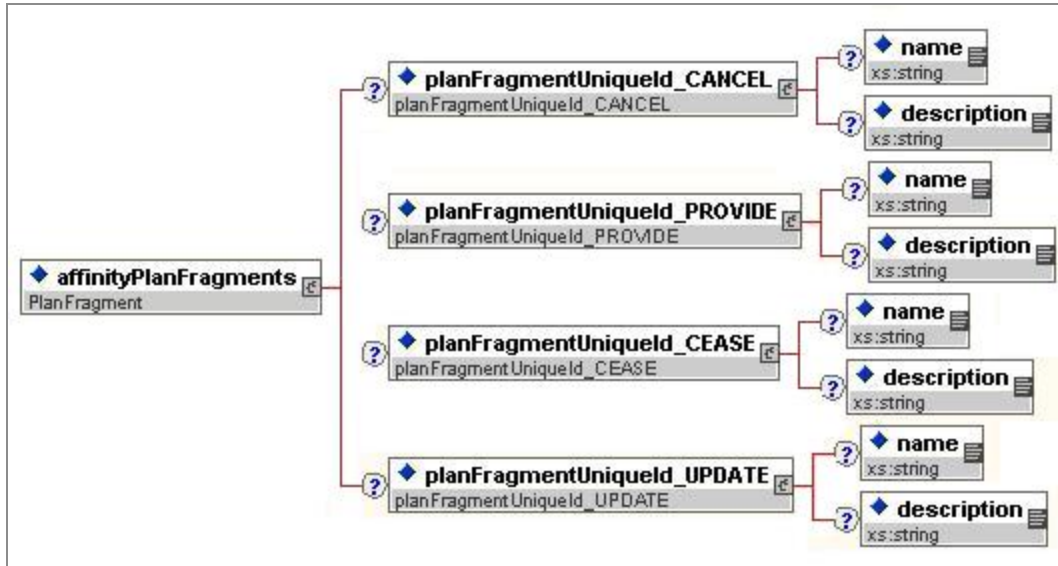 affinityPlanFragments
PlanFragment
?
planFragmentUniqueId_CANCEL
planFragmentUniqueId_CANCEL
?
name
xs:string
?
description
xs:string
?
planFragmentUniqueId_PROVIDE
planFragmentUniqueId_PROVIDE
?
name
xs:string
?
description
xs:string
?
planFragmentUniqueId_CEASE
planFragmentUniqueId_CEASE
?
name
xs:string
?
description
xs:string
?
planFragmentUniqueId_UPDATE
planFragmentUniqueId_UPDATE
?
name
xs:string
?
description
xs:string